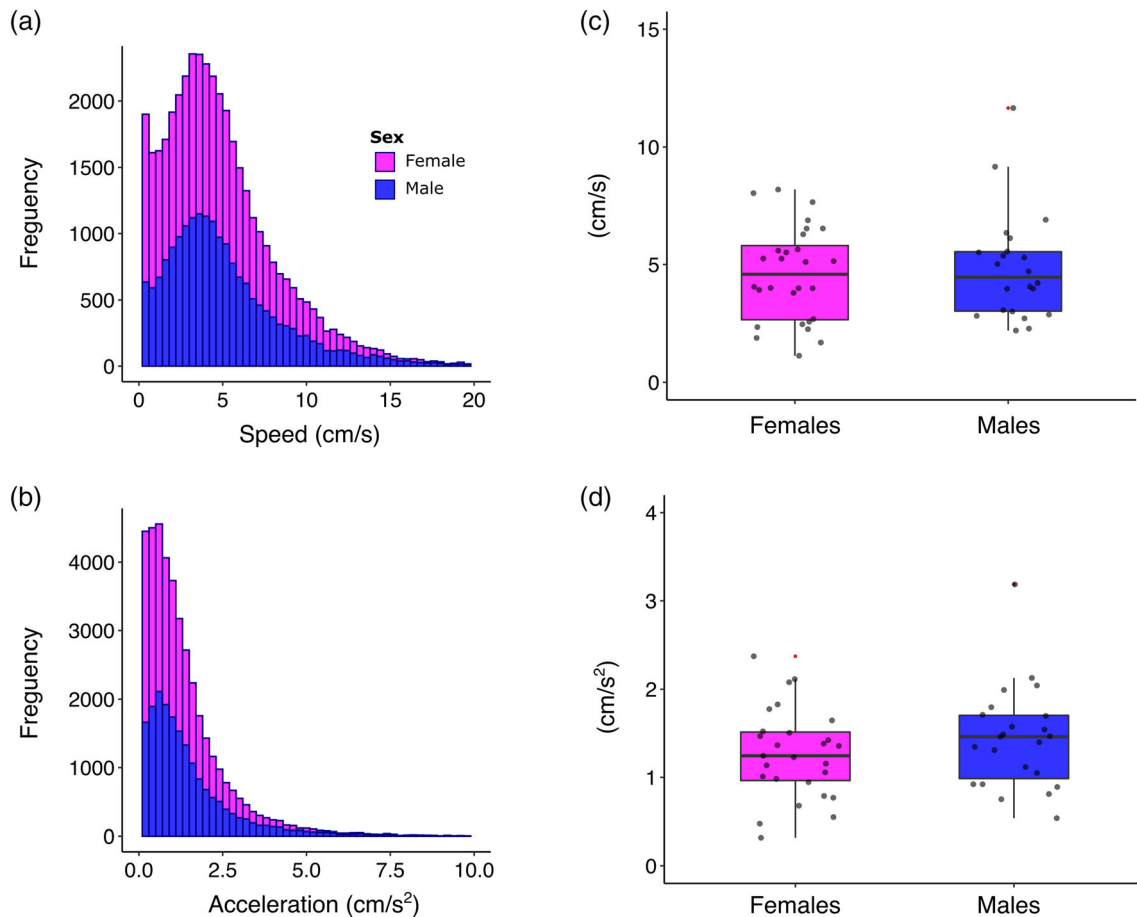 (a)
Freguency
2000
1500
1000
500
0
0 5 10 15 20
Speed (cm/s)
Sex
Female
Male
(c)
(cm/s)
15
10
5
0
Females Males
(b)
Freguency
4000
3000
2000
1000
0
0.0 2.5 5.0 7.5 10.0
Acceleration (cm/s²)
(d)
(cm/s²)
4
3
2
1
0
Females Males